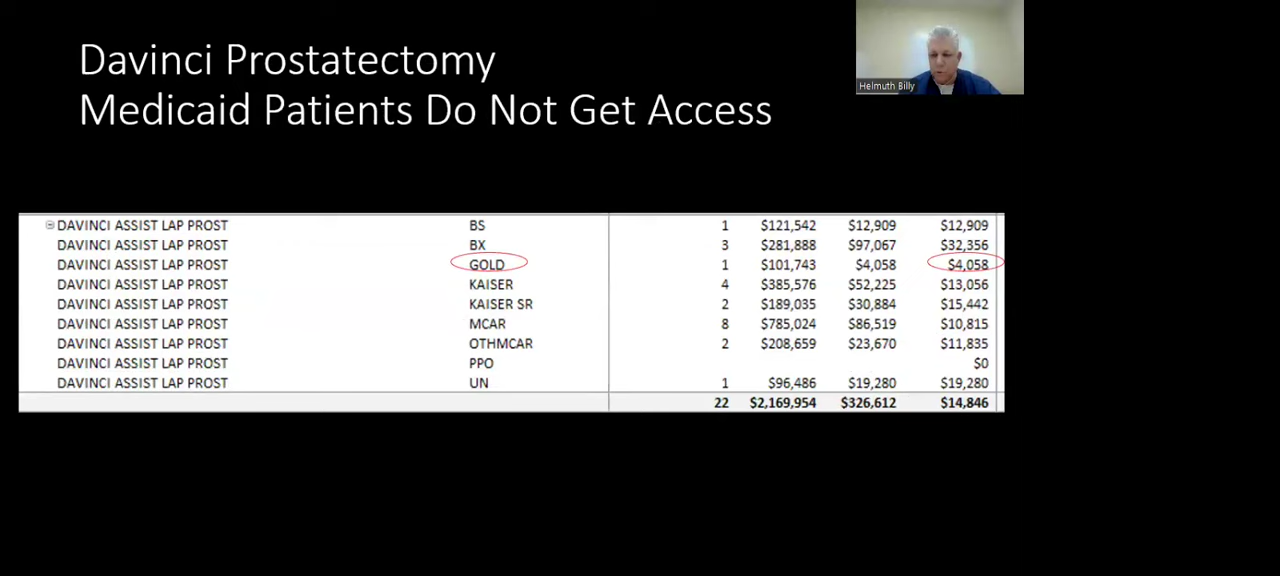 Davinci Prostatectomy
Medicaid Patients Do Not Get Access
Helmuth Billy
DAVINCI ASSIST LAP PROST BS 1 $121,542 $12,909 $12,909
DAVINCI ASSIST LAP PROST BX 3 $281,888 $97,067 $32,356
DAVINCI ASSIST LAP PROST GOLD 1 $101,743 $4,058 $4,058
DAVINCI ASSIST LAP PROST KAISER 4 $385,576 $52,225 $13,056
DAVINCI ASSIST LAP PROST KAISER SR 2 $189,035 $30,884 $15,442
DAVINCI ASSIST LAP PROST MCAR 8 $785,024 $86,519 $10,815
DAVINCI ASSIST LAP PROST OTHMCAR 2 $208,659 $23,670 $11,835
DAVINCI ASSIST LAP PROST PPO $0
DAVINCI ASSIST LAP PROST UN 1 $96,486 $19,280 $19,280
22 $2,169,954 $326,612 $14,846